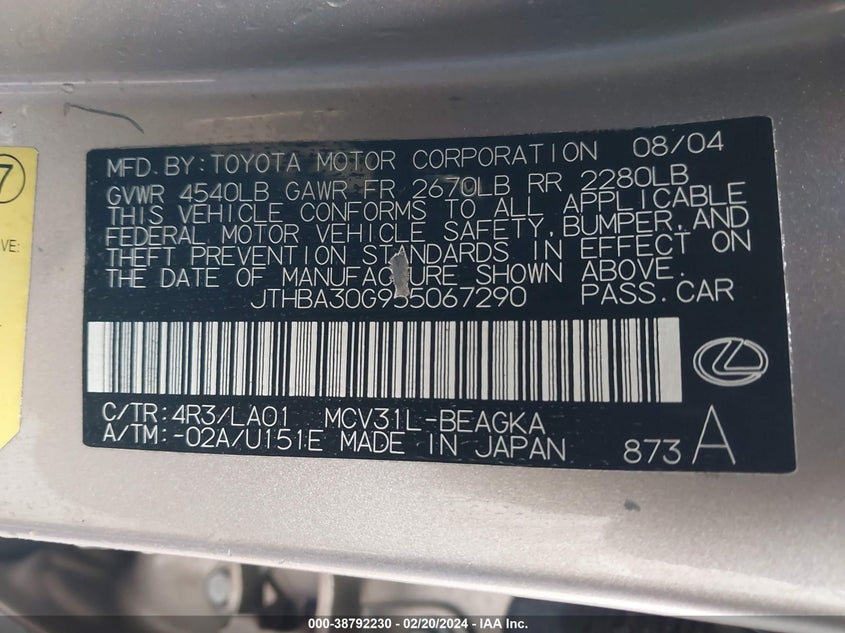 7
VE:
MFD. BY: TOYOTA MOTOR CORPORATION 08/04
GVWR 4540LB GAWR FR 2670LB RR 2280LB
THIS VEHICLE CONFORMS TO ALL APPLICABLE
FEDERAL MOTOR VEHICLE SAFETY, BUMPER, AND
THEFT PREVENTION STANDARDS IN EFFECT ON
THE DATE OF MANUFACTURE SHOWN ABOVE.
JTHBA30G955067290 PASS. CAR
C/TR: 4R3/LA01 MCV31L-BEAGKA
A/TM: -02A/U151E MADE IN JAPAN 873A
000-38792230 - 02/20/2024 - IAA Inc.